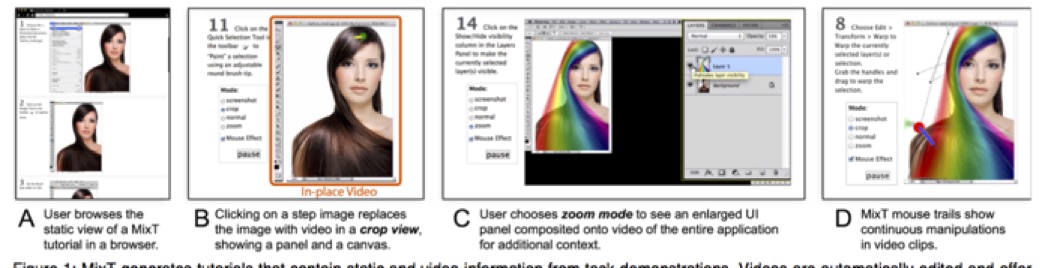 1
2
3
11 Click on the
Quick Selection Tool in
the toolbar to
"Paint" a selection
using an adjustable
round brush tip.
Mode:
screenshot
crop
normal
zoom
Mouse Effect
pause
In-place Video
14 Click on the
Show/Hide visibility
column in the Layers
Panel to make the
currently selected
layer(s) visible.
Mode:
screenshot
crop
normal
zoom
Mouse Effect
pause
LAYERS CHANNELS
Normal Opacity
Lock
Layer 1
Indicates layer visibility
Background
8 Choose Edit >
Transform > Warp to
Warp the currently
selected layer(s) or
selection.
Grab the handles and
drag to warp the
selection.
Mode:
screenshot
crop
normal
zoom
Mouse Effect
pause
A User browses the
static view of a MixT
tutorial in a browser.
B Clicking on a step image replaces
the image with video in a crop view,
showing a panel and a canvas.
C User chooses zoom mode to see an enlarged UI
panel composited onto video of the entire application
for additional context.
D MixT mouse trails show
continuous manipulations
in video clips.
Figure 1: MixT generates tutorials that contain static and video information from task demonstrations. Videos are automatically edited and offer